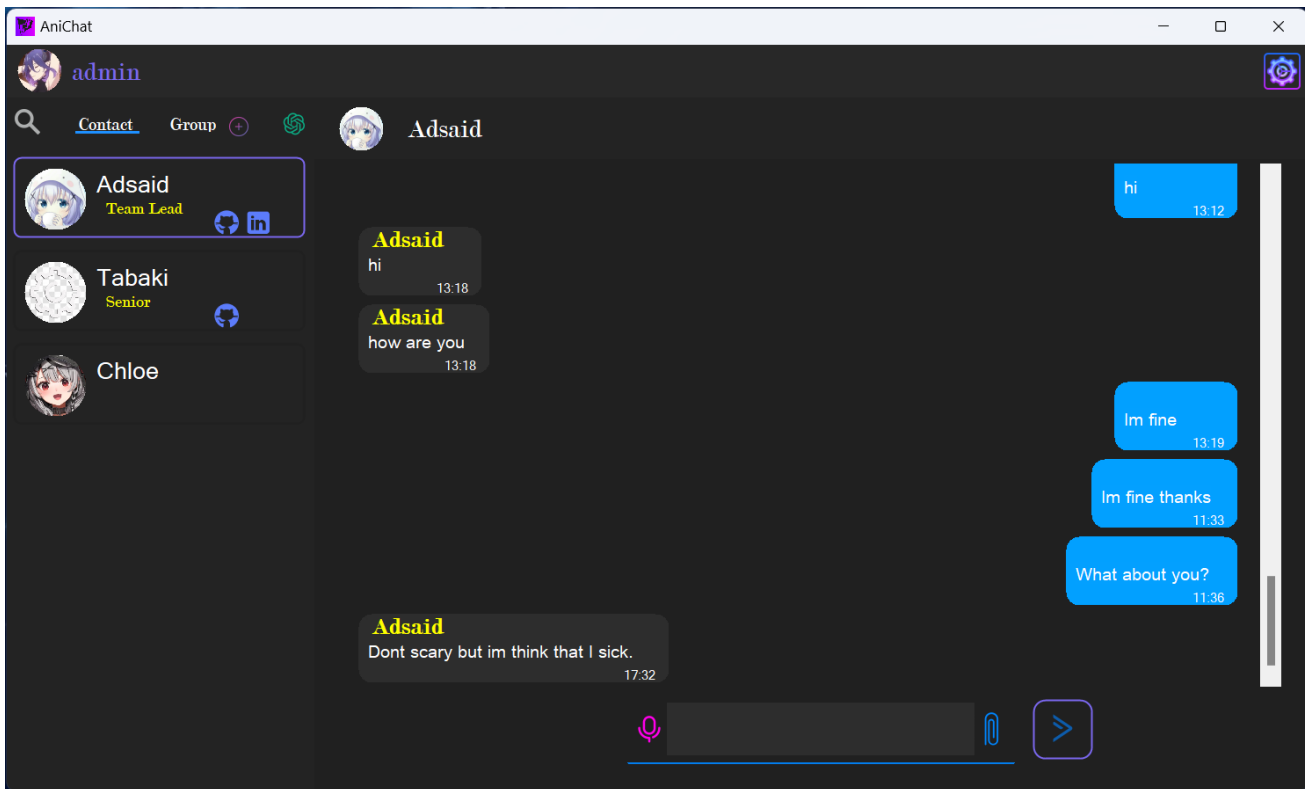 AniChat
admin
Contact Group
Adsaid
Adsaid
Team Lead
in
Tabaki
Senior
Chloe
hi
13:12
Adsaid
hi
13:18
Adsaid
how are you
13:18
Im fine
13:19
Im fine thanks
11:33
What about you?
11:36
Adsaid
Dont scary but im think that I sick.
17:32